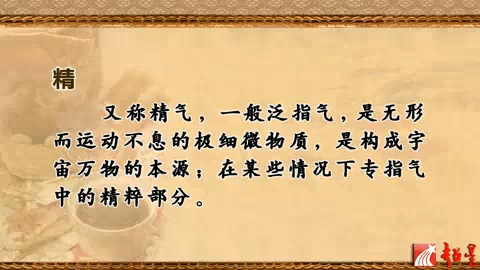 精
又称精气，一般泛指气，是无形
而运动不息的极细微物质，是构成宇
宙万物的本源；在某些情况下专指气
中的精粹部分。
超星